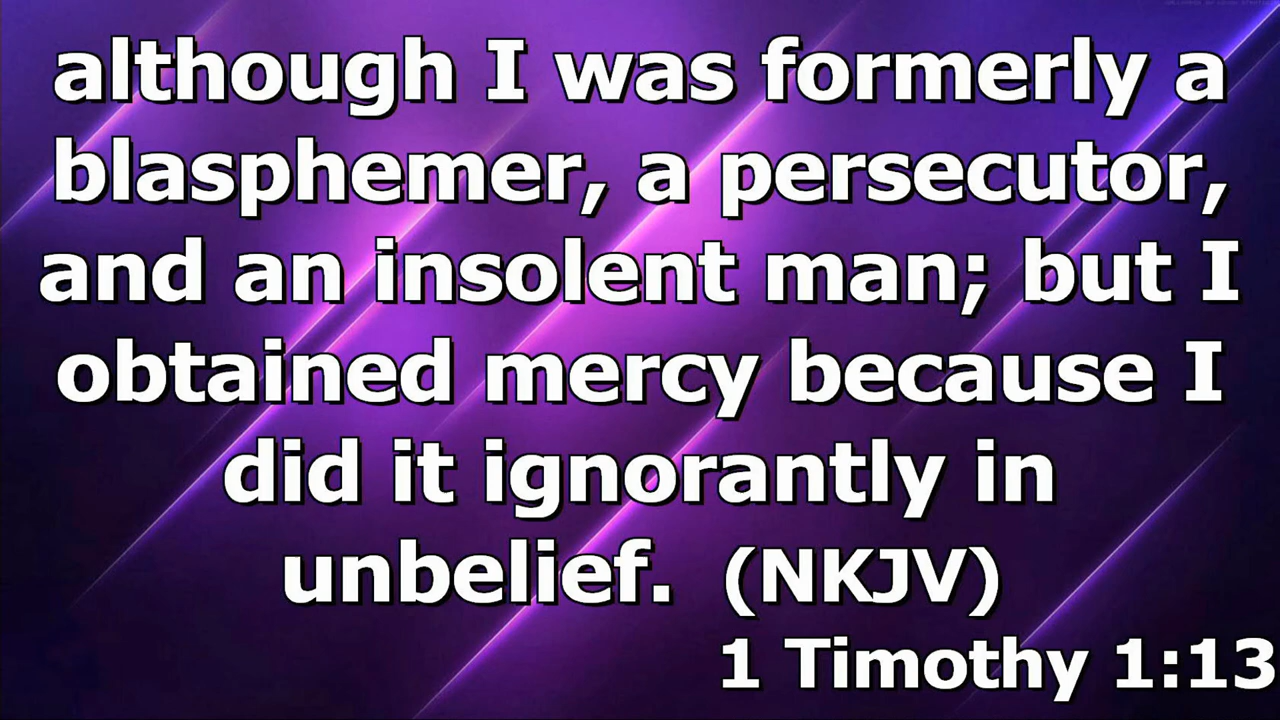 although I was formerly a
blasphemer, a persecutor,
and an insolent man; but I
obtained mercy because I
did it ignorantly in
unbelief. (NKJV)
1 Timothy 1:13